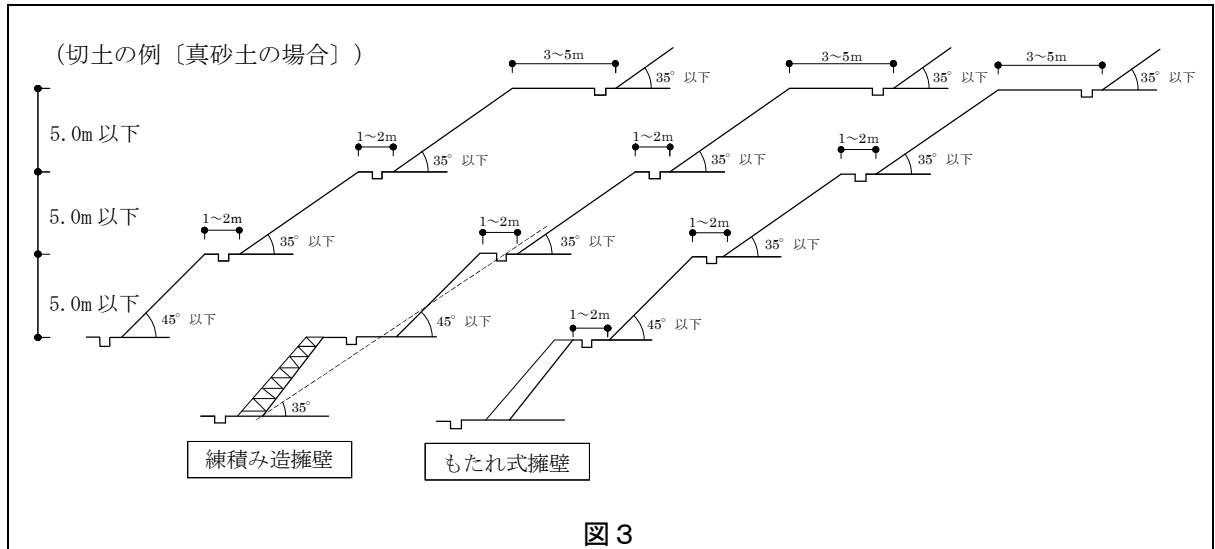 (切土の例〔真砂土の場合〕)
3~5m
3~5m
3~5m
35° 以下
35° 以下
35° 以下
5.0m 以下
1~2m
1~2m
1~2m
35° 以下
35° 以下
35° 以下
5.0m 以下
1~2m
1~2m
1~2m
35° 以下
35° 以下
35° 以下
5.0m 以下
45° 以下
45° 以下
1~2m
45° 以下
35°
練積み造擁壁
もたれ式擁壁
図3